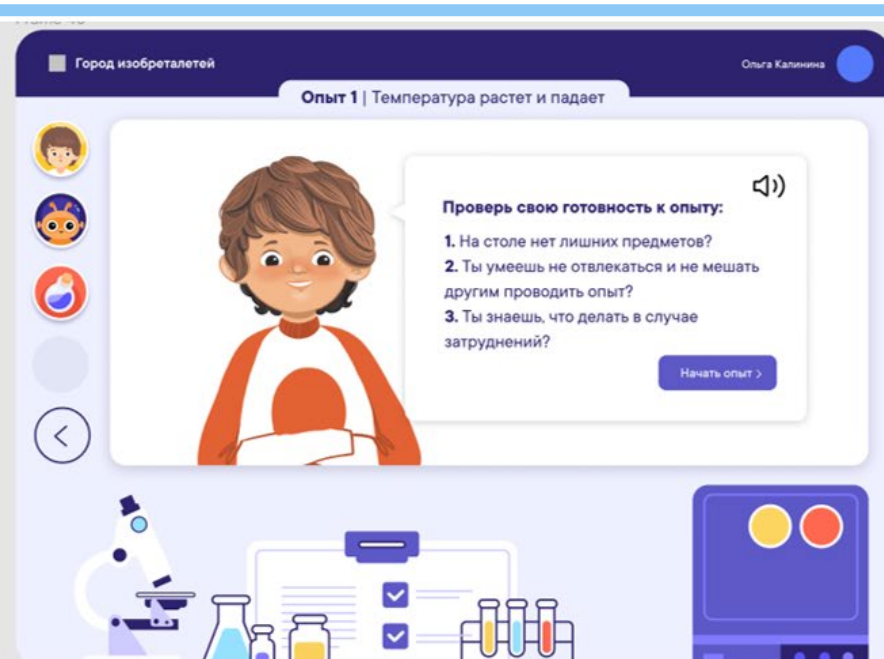 Город изобреталетей
Ольга Калинина
Опыт 1 | Температура растет и падает
Проверь свою готовность к опыту:
1. На столе нет лишних предметов?
2. Ты умеешь не отвлекаться и не мешать
другим проводить опыт?
3. Ты знаешь, что делать в случае
затруднений?
Начать опыт >